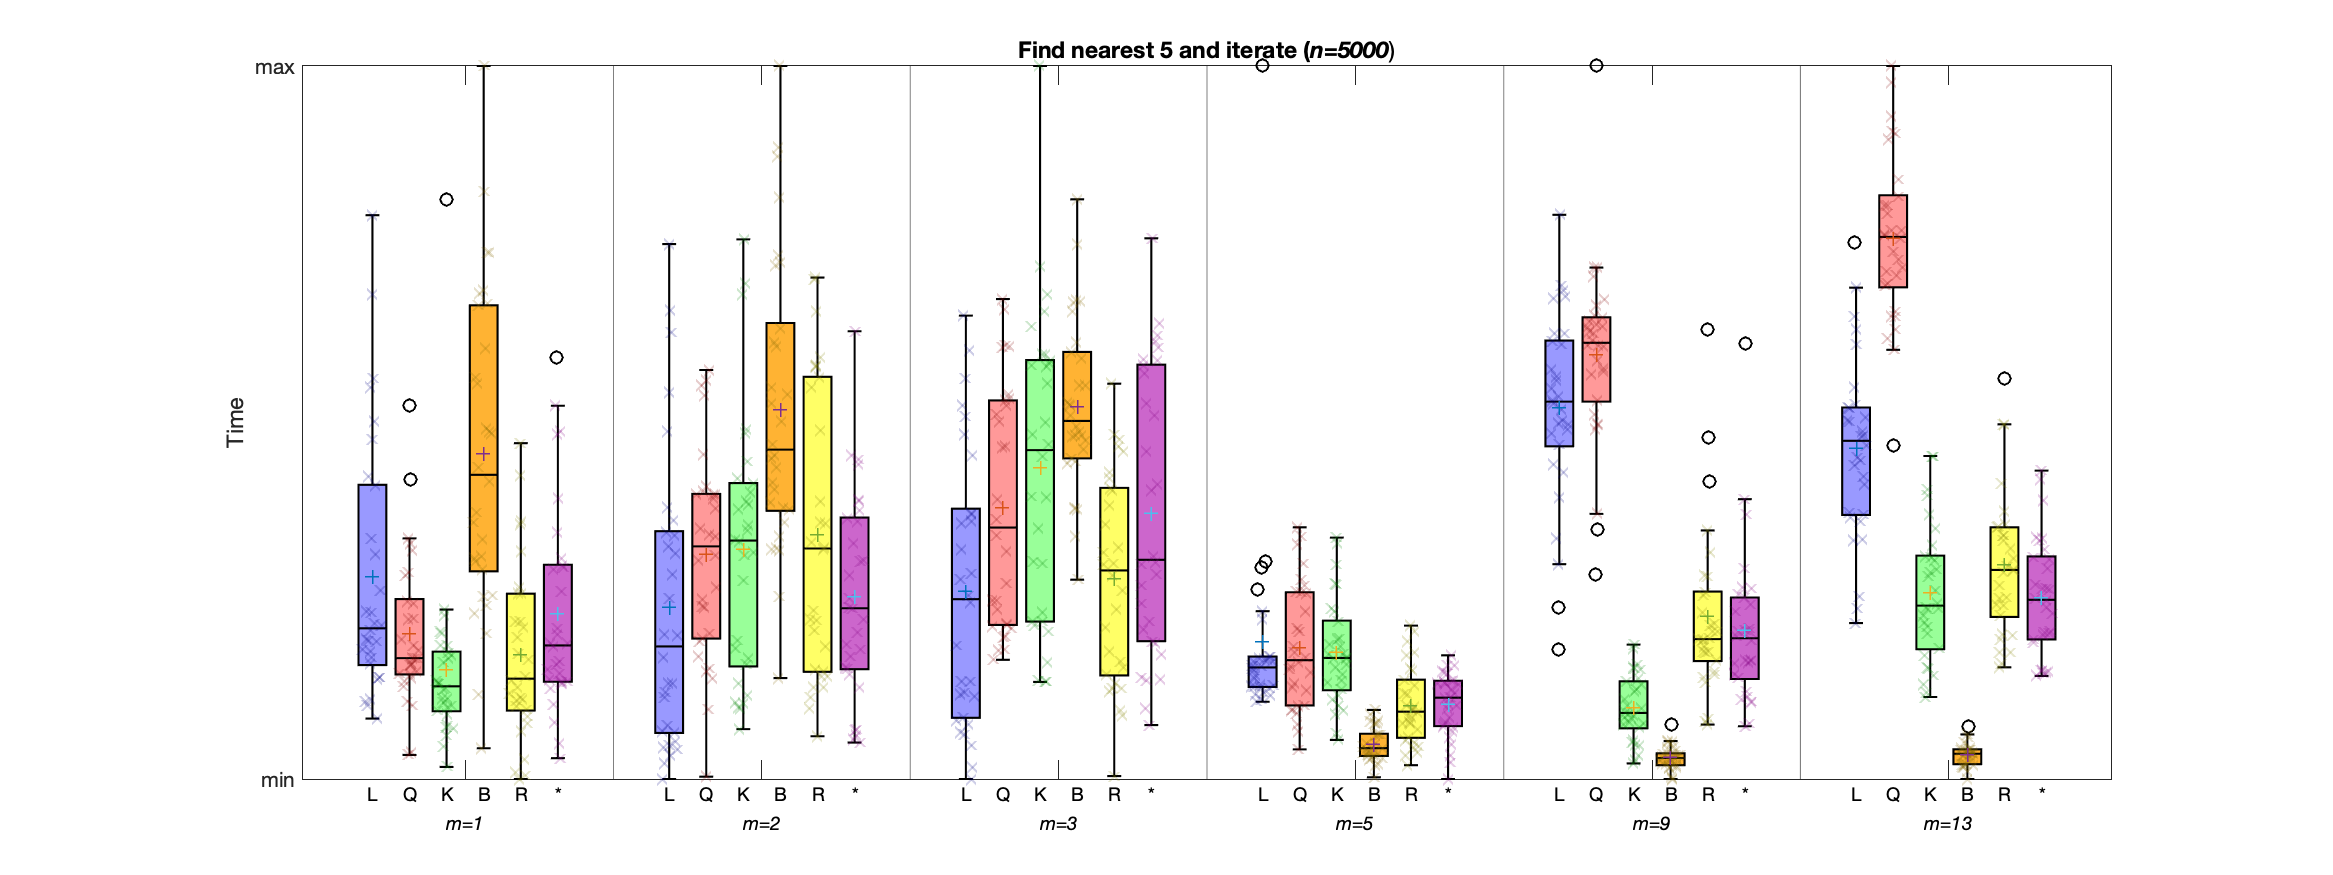 Find nearest 5 and iterate (n=5000)
max
Time
min
L Q K B R * L Q K B R * L Q K B R * L Q K B R * L Q K B R * L Q K B R *
m=1 m=2 m=3 m=5 m=9 m=13